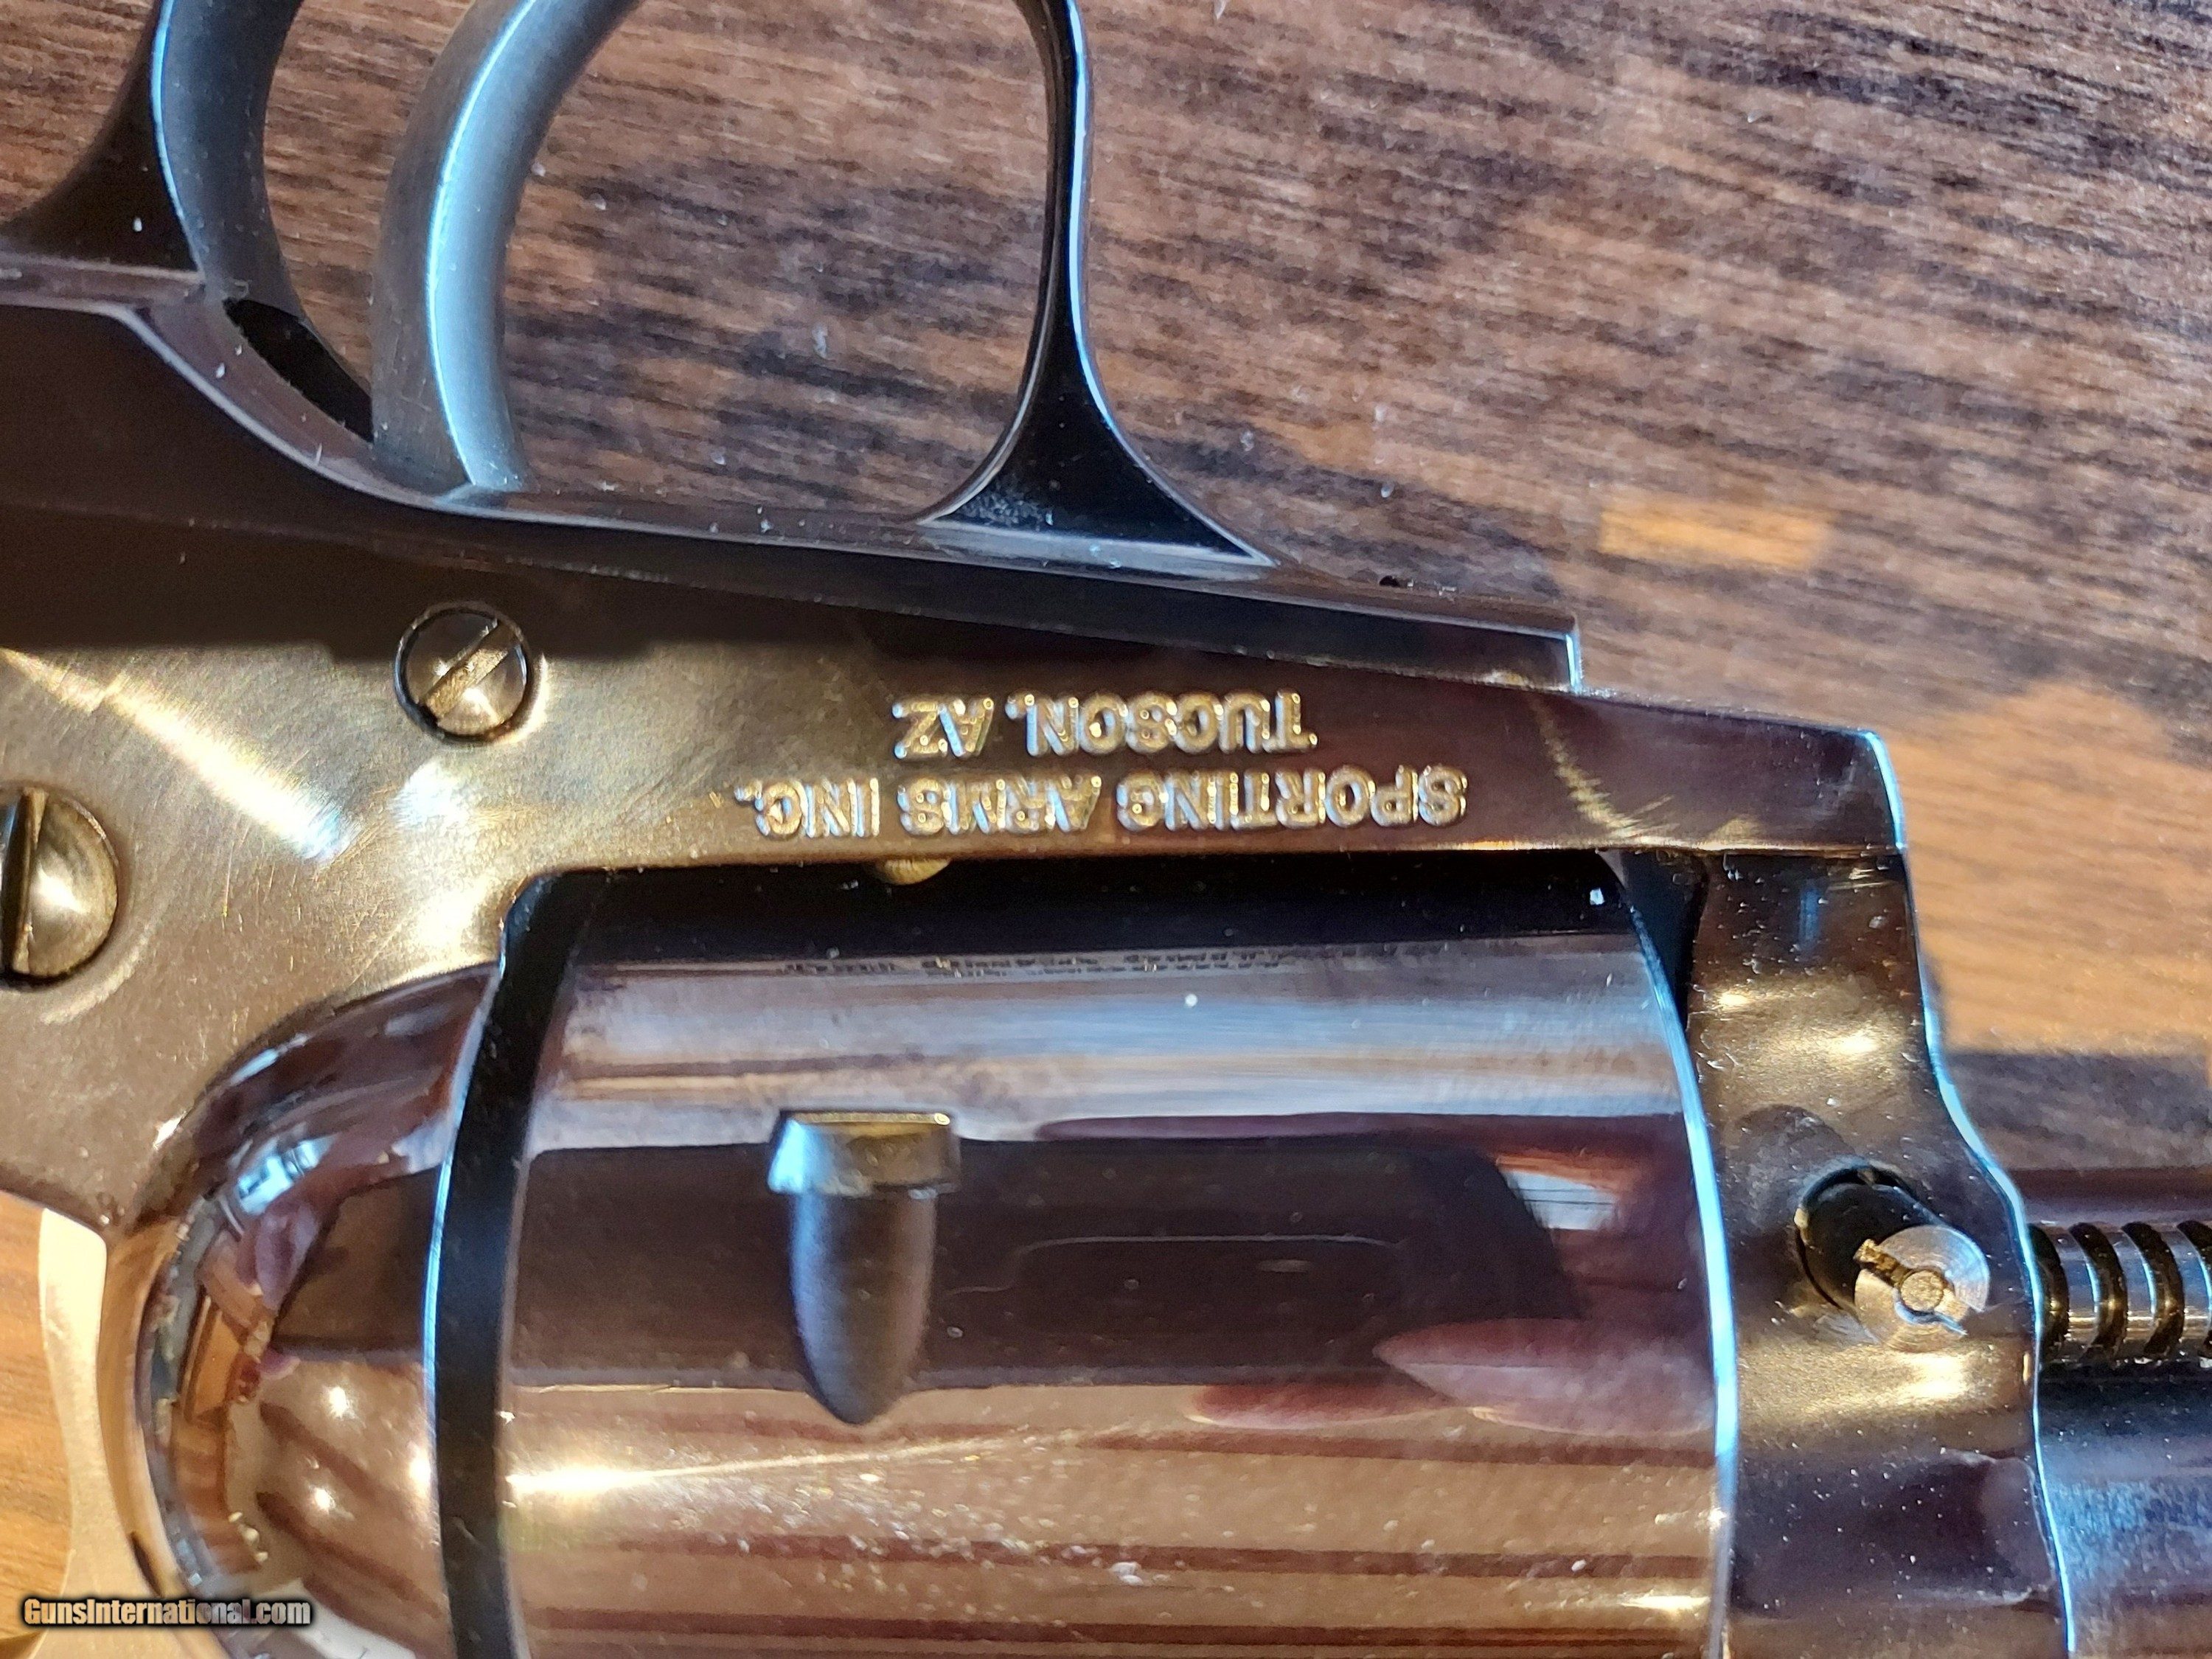 SPORTING ARMS INC.
TUCSON, AZ
GunsInternational.com